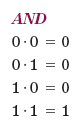 AND
0 · 0 = 0
0 · 1 = 0
1 · 0 = 0
1 · 1 = 1